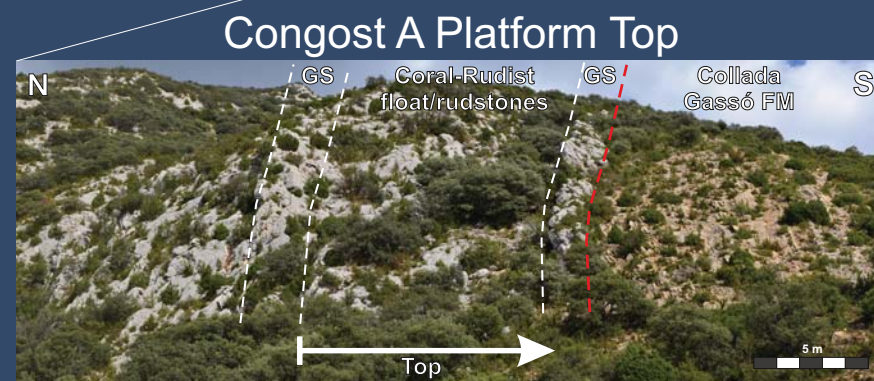 Congost A Platform Top
N
GS
Coral-Rudist
float/rudstones
GS
Collada
Gassó FM
S
Top
5 m